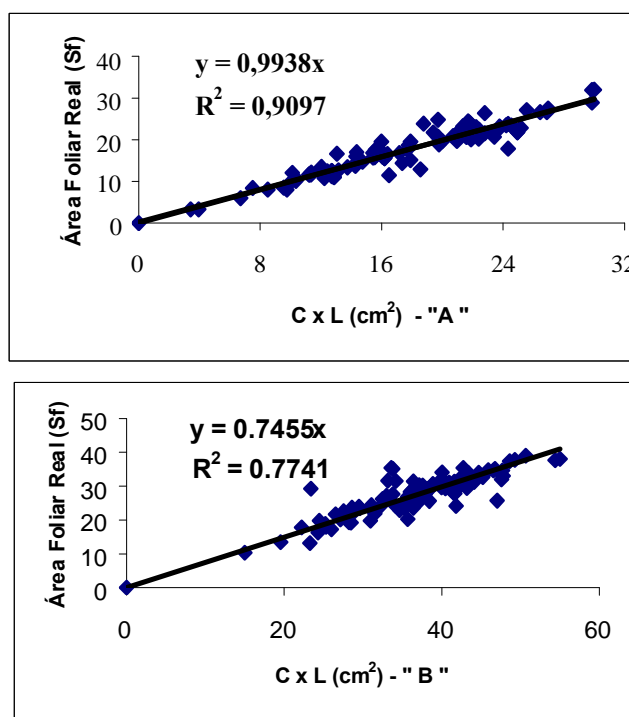 y = 0,9938x
R² = 0,9097
Área Foliar Real (Sf)
40
30
20
10
0
0 8 16 24 32
C x L (cm²) - "A "
y = 0.7455x
R² = 0.7741
Área Foliar Real (Sf)
50
40
30
20
10
0
0 20 40 60
C x L (cm²) - " B "